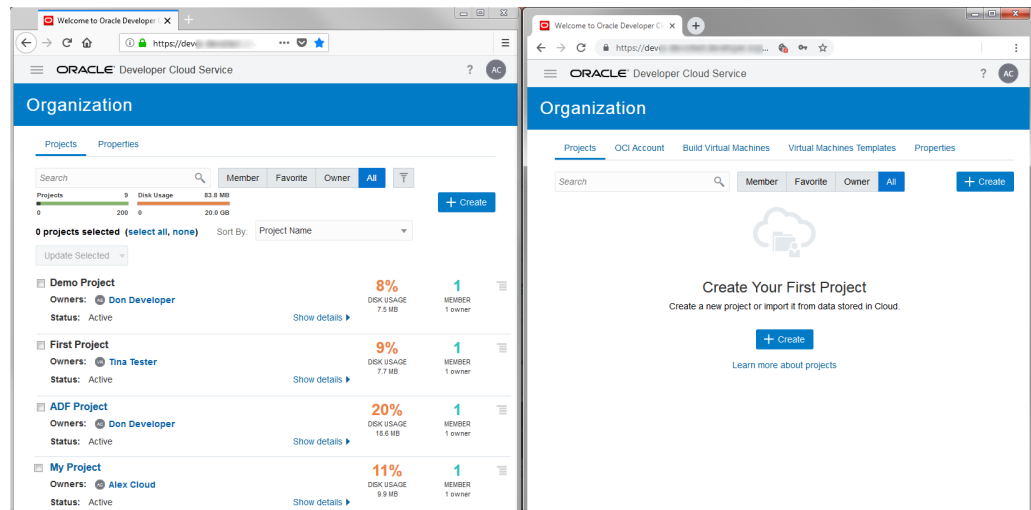 Welcome to Oracle Developer C
https://dev
ORACLE Developer Cloud Service
?
AC
Organization
Projects Properties
Search
Member Favorite Owner All
Projects 9 Disk Usage 83.8 MB
0 200 0 20.0 GB
+ Create
0 projects selected (select all, none) Sort By: Project Name
Update Selected
Demo Project
Owners: Don Developer
Status: Active
Show details
8%
DISK USAGE
7.5 MB
1
MEMBER
1 owner
First Project
Owners: Tina Tester
Status: Active
Show details
9%
DISK USAGE
7.7 MB
1
MEMBER
1 owner
ADF Project
Owners: Don Developer
Status: Active
Show details
20%
DISK USAGE
18.6 MB
1
MEMBER
1 owner
My Project
Owners: Alex Cloud
Status: Active
Show details
11%
DISK USAGE
9.9 MB
1
MEMBER
1 owner
Welcome to Oracle Developer Cl
https://dev
ORACLE Developer Cloud Service
?
AC
Organization
Projects OCI Account Build Virtual Machines Virtual Machines Templates Properties
Search
Member Favorite Owner All
+ Create
Create Your First Project
Create a new project or import it from data stored in Cloud.
+ Create
Learn more about projects